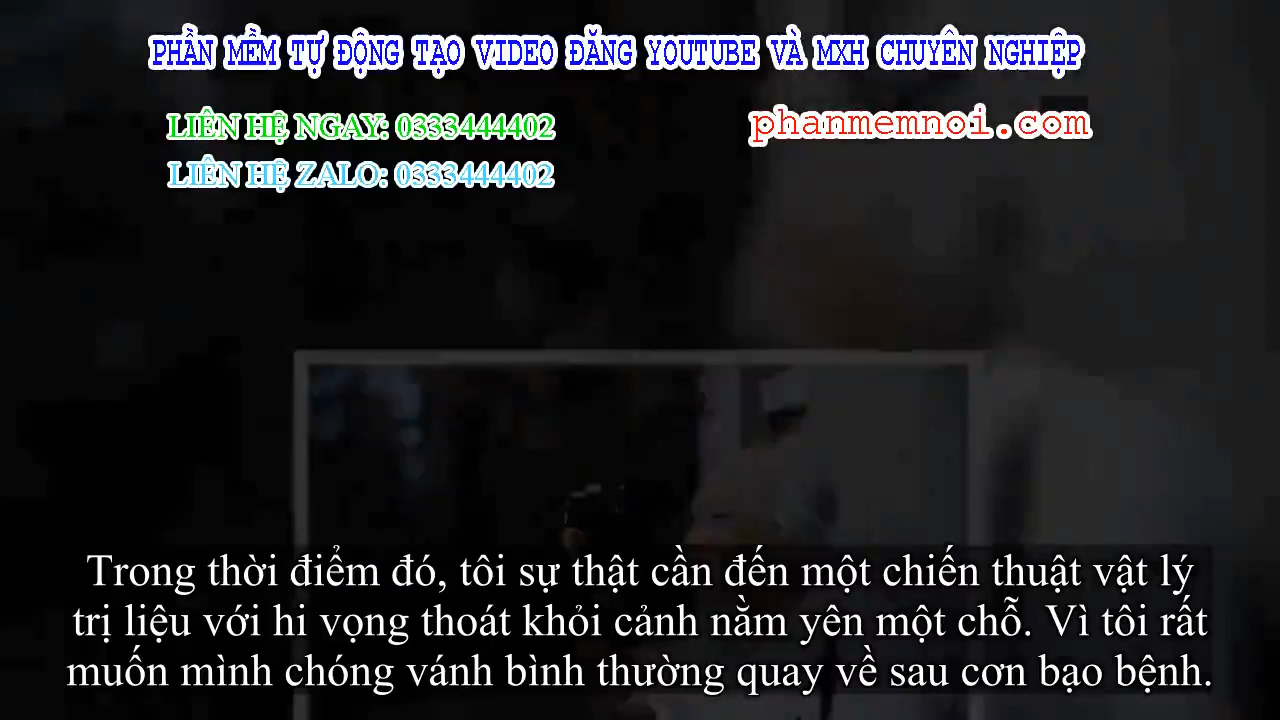 PHẦN MỀM TỰ ĐỘNG TẠO VIDEO ĐĂNG YOUTUBE VÀ MXH CHUYÊN NGHIỆP
LIÊN HỆ NGAY: 0333444402
phanmemnoi.com
LIÊN HỆ ZALO: 0333444402
Trong thời điểm đó, tôi sự thật cần đến một chiến thuật vật lý
trị liệu với hi vọng thoát khỏi cảnh nằm yên một chỗ. Vì tôi rất
muốn mình chóng vánh bình thường quay về sau cơn bạo bệnh.